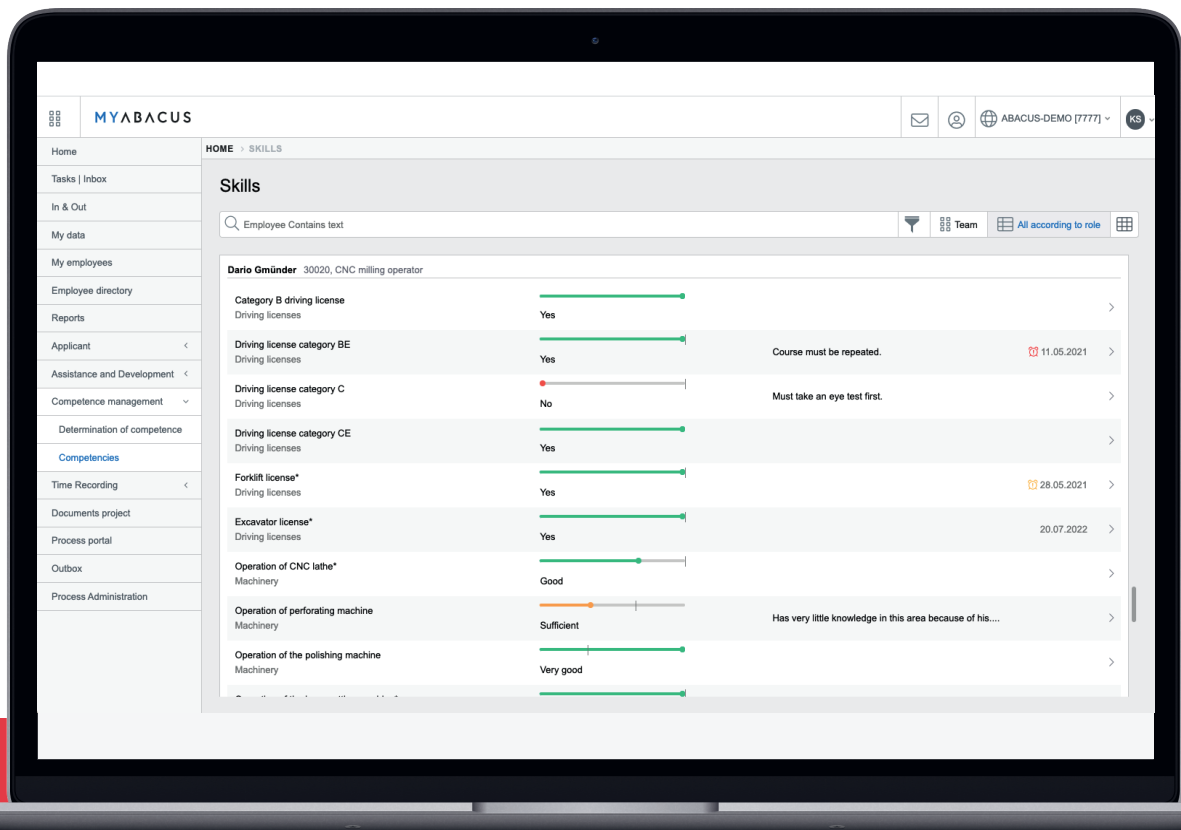 MYABACUS
ABACUS-DEMO [7777]
KS
Home
Tasks | Inbox
In & Out
My data
My employees
Employee directory
Reports
Applicant
Assistance and Development
Competence management
Determination of competence
Competencies
Time Recording
Documents project
Process portal
Outbox
Process Administration
HOME > SKILLS
Skills
Employee Contains text
Team
All according to role
Dario Gmünder 30020, CNC milling operator
Category B driving license
Driving licenses
Yes
Driving license category BE
Driving licenses
Yes
Course must be repeated.
11.05.2021
Driving license category C
Driving licenses
No
Must take an eye test first.
Driving license category CE
Driving licenses
Yes
Forklift license*
Driving licenses
Yes
28.05.2021
Excavator license*
Driving licenses
Yes
20.07.2022
Operation of CNC lathe*
Machinery
Good
Operation of perforating machine
Machinery
Sufficient
Has very little knowledge in this area because of his....
Operation of the polishing machine
Machinery
Very good